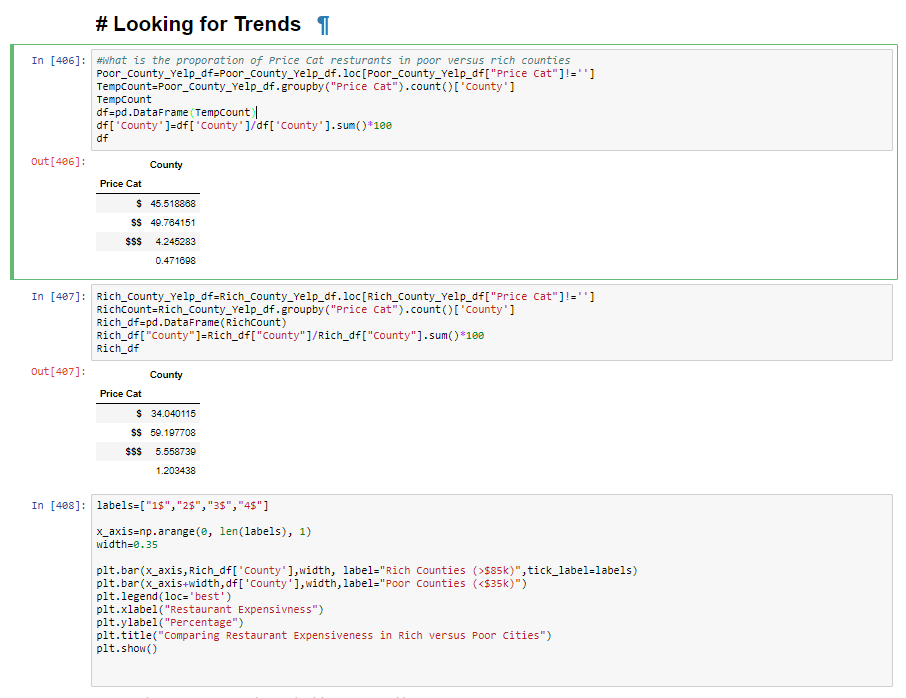 # Looking for Trends ¶
In [406]: #What is the proporation of Price Cat resturants in poor versus rich counties
Poor_County_Yelp_df=Poor_County_Yelp_df.loc[Poor_County_Yelp_df["Price Cat"]!='']
TempCount=Poor_County_Yelp_df.groupby("Price Cat").count()['County']
TempCount
df=pd.DataFrame(TempCount)
df['County']=df['County']/df['County'].sum()*100
df
Out[406]:
County
Price Cat
$ 45.518868
$$ 49.764151
$$$ 4.245283
0.471698
In [407]: Rich_County_Yelp_df=Rich_County_Yelp_df.loc[Rich_County_Yelp_df["Price Cat"]!='']
RichCount=Rich_County_Yelp_df.groupby("Price Cat").count()['County']
Rich_df=pd.DataFrame(RichCount)
Rich_df["County"]=Rich_df["County"]/Rich_df["County"].sum()*100
Rich_df
Out[407]:
County
Price Cat
$ 34.040115
$$ 59.197708
$$$ 5.558739
1.203438
In [408]: labels=["1$","2$","3$","4$"]
x_axis=np.arange(0, len(labels), 1)
width=0.35
plt.bar(x_axis,Rich_df['County'],width, label="Rich Counties (>$85k)",tick_label=labels)
plt.bar(x_axis+width,df['County'],width,label="Poor Counties (<$35k)")
plt.legend(loc='best')
plt.xlabel("Restaurant Expensivness")
plt.ylabel("Percentage")
plt.title("Comparing Restaurant Expensiveness in Rich versus Poor Cities")
plt.show()